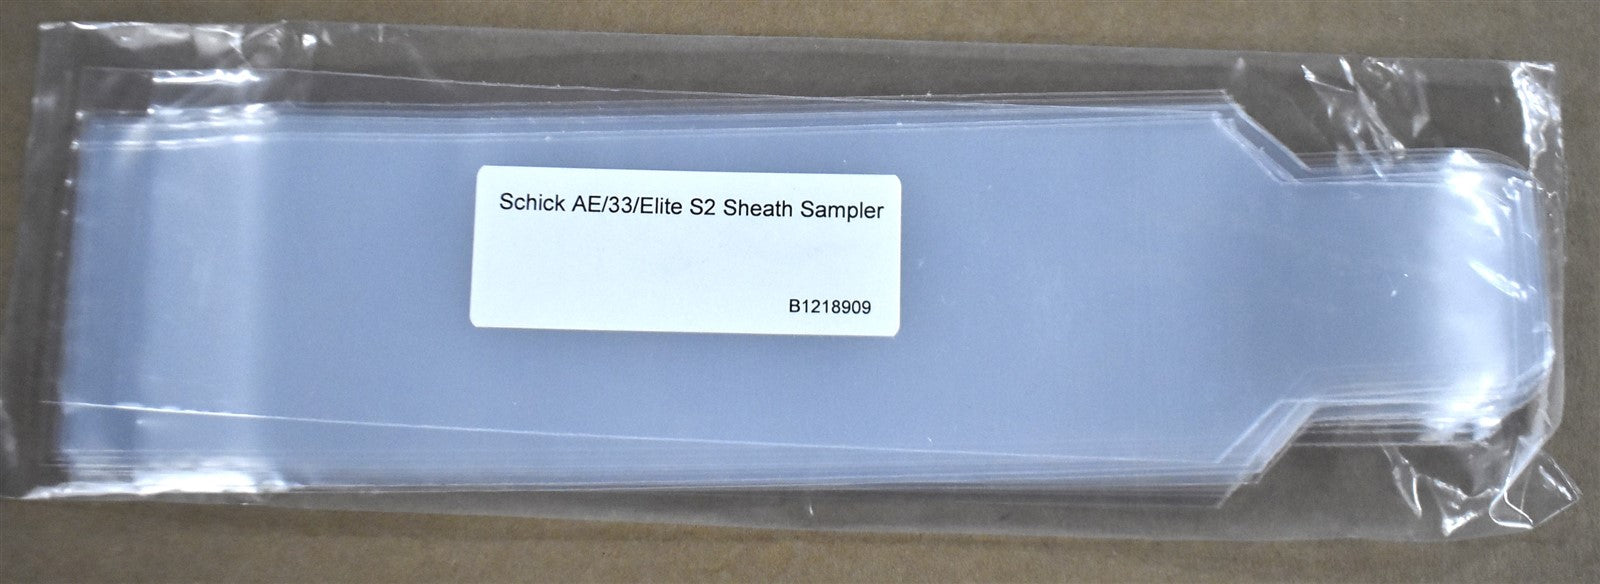 Schick AE/33/Elite S2 Sheath Sampler
B1218909